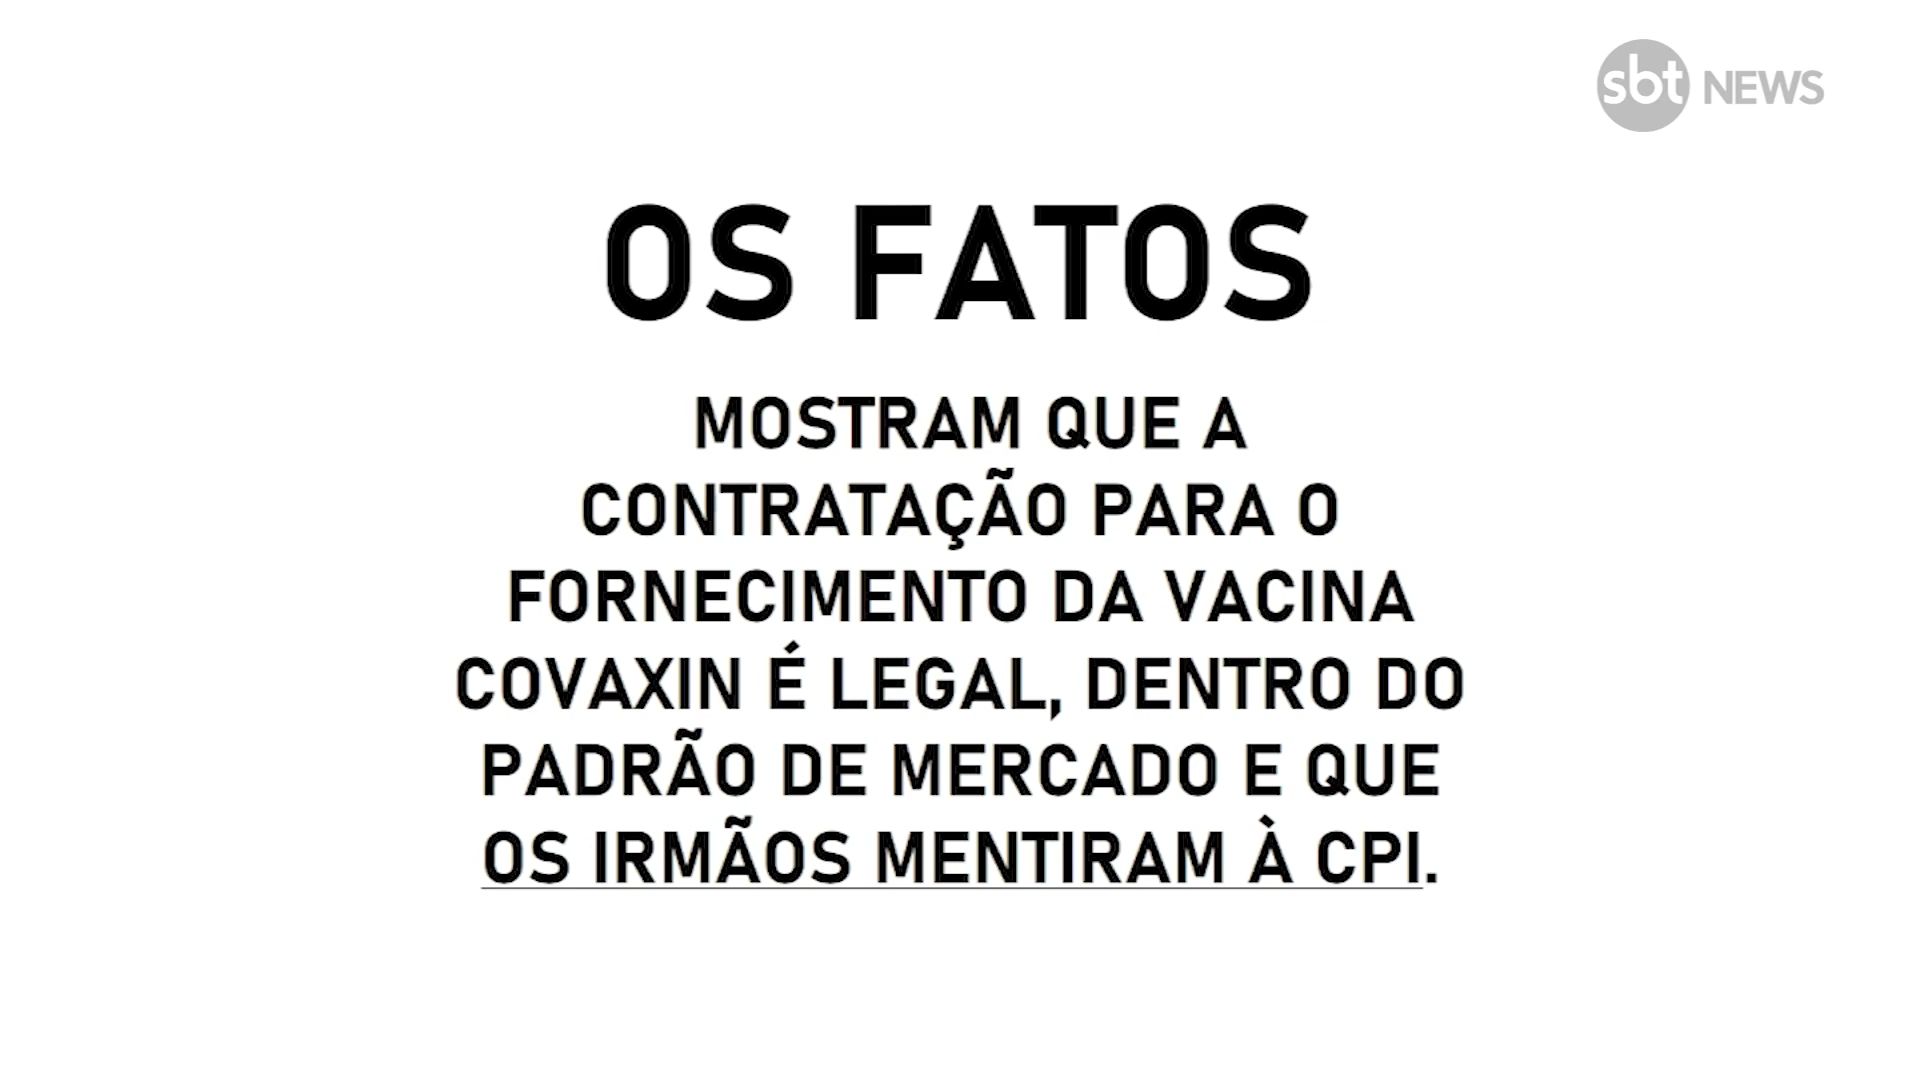 sbt NEWS
OS FATOS
MOSTRAM QUE A
CONTRATAÇÃO PARA O
FORNECIMENTO DA VACINA
COVAXIN É LEGAL, DENTRO DO
PADRÃO DE MERCADO E QUE
OS IRMÃOS MENTIRAM À CPI.